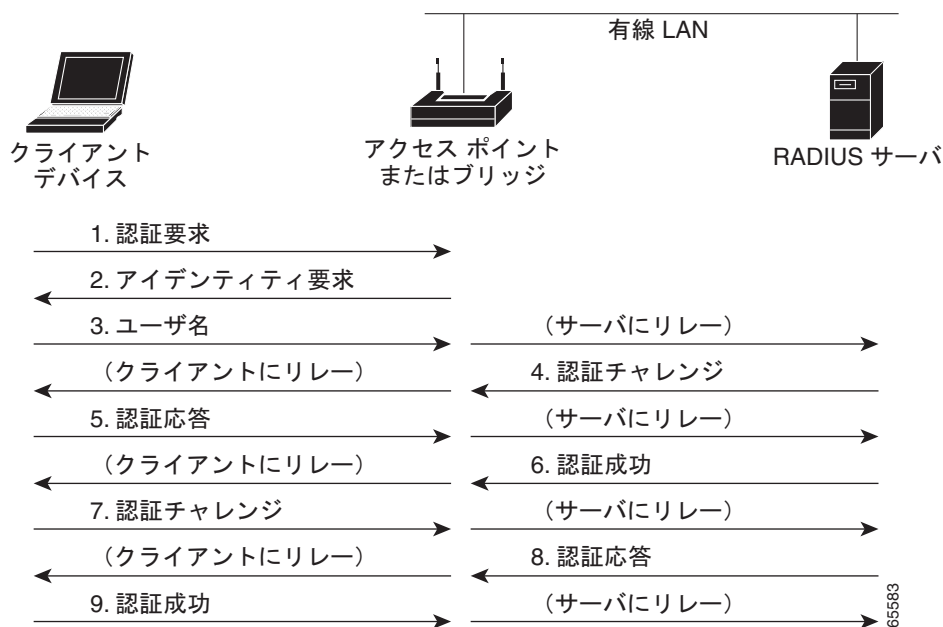 有線 LAN
クライアント
デバイス
アクセス ポイント
またはブリッジ
RADIUS サーバ
1. 認証要求
2. アイデンティティ要求
3. ユーザ名
（サーバにリレー）
（クライアントにリレー）
4. 認証チャレンジ
5. 認証応答
（サーバにリレー）
（クライアントにリレー）
6. 認証成功
7. 認証チャレンジ
（サーバにリレー）
（クライアントにリレー）
8. 認証応答
9. 認証成功
（サーバにリレー）
65583